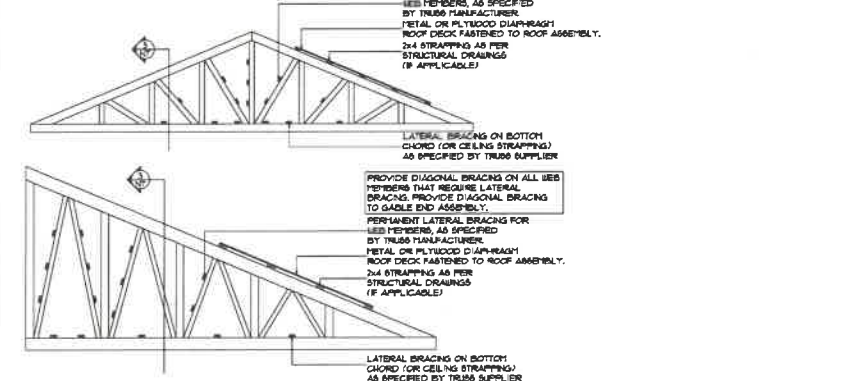 WEB MEMBERS, AS SPECIFIED
BY TRUSS MANUFACTURER.
METAL OR PLYWOOD DIAPHRAGM
ROOF DECK FASTENED TO ROOF ASSEMBLY.
2x4 STRAPPING AS PER
STRUCTURAL DRAWINGS
(IF APPLICABLE)
LATERAL BRACING ON BOTTOM
CHORD (OR CEILING STRAPPING)
AS SPECIFIED BY TRUSS SUPPLIER
PROVIDE DIAGONAL BRACING ON ALL WEB
MEMBERS THAT REQUIRE LATERAL
BRACING. PROVIDE DIAGONAL BRACING
TO GABLE END ASSEMBLY.
PERMANENT LATERAL BRACING FOR
WEB MEMBERS, AS SPECIFIED
BY TRUSS MANUFACTURER.
METAL OR PLYWOOD DIAPHRAGM
ROOF DECK FASTENED TO ROOF ASSEMBLY.
2x4 STRAPPING AS PER
STRUCTURAL DRAWINGS
(IF APPLICABLE)
LATERAL BRACING ON BOTTOM
CHORD (OR CEILING STRAPPING)
AS SPECIFIED BY TRUSS SUPPLIER